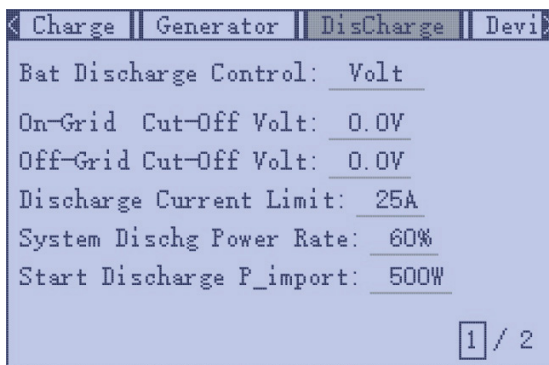 Charge Generator DisCharge Devi
Bat Discharge Control: Volt
On-Grid Cut-Off Volt: 0.0V
Off-Grid Cut-Off Volt: 0.0V
Discharge Current Limit: 25A
System Dischg Power Rate: 60%
Start Discharge P_import: 500W
1 / 2